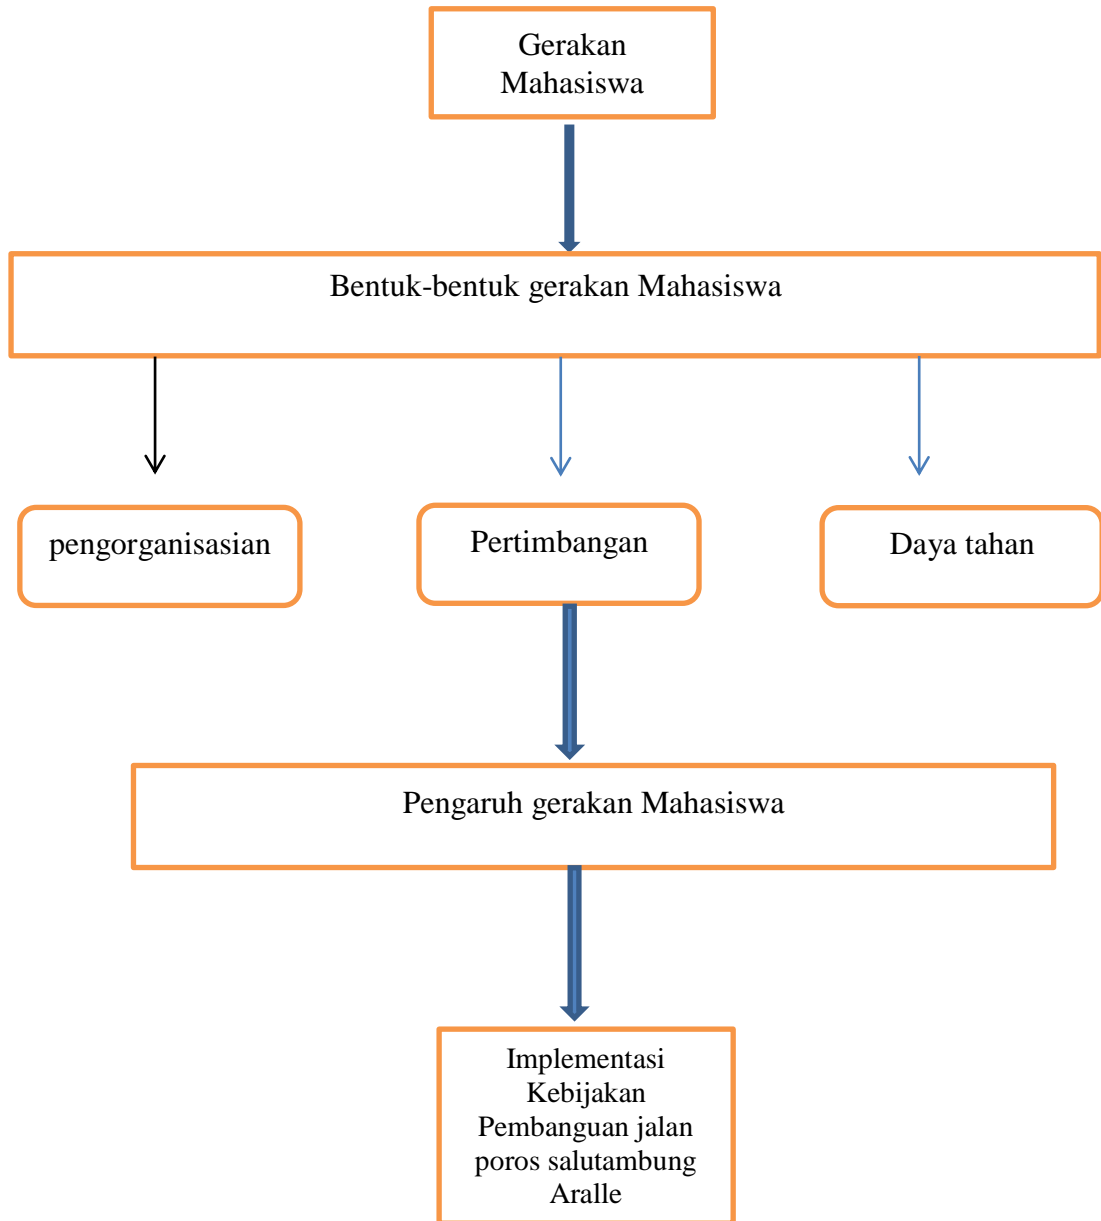 Gerakan
Mahasiswa
Bentuk-bentuk gerakan Mahasiswa
pengorganisasian
Pertimbangan
Daya tahan
Pengaruh gerakan Mahasiswa
Implementasi
Kebijakan
Pembanguan jalan
poros salutambung
Aralle